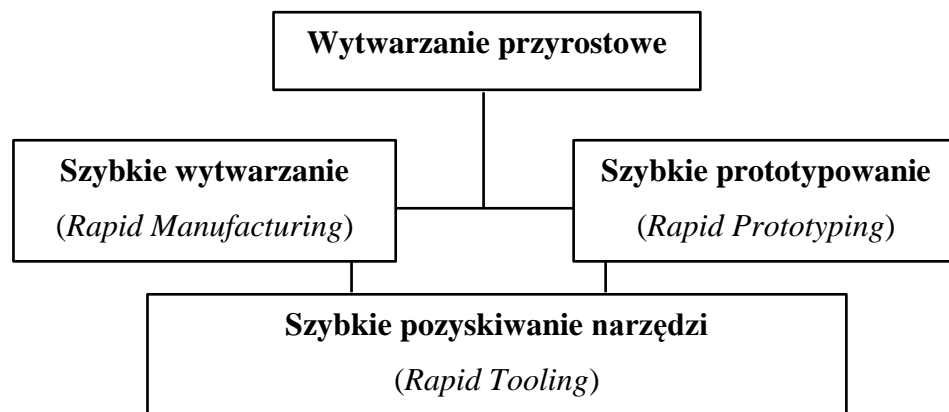 Wytwarzanie przyrostowe
Szybkie wytwarzanie
(Rapid Manufacturing)
Szybkie prototypowanie
(Rapid Prototyping)
Szybkie pozyskiwanie narzędzi
(Rapid Tooling)